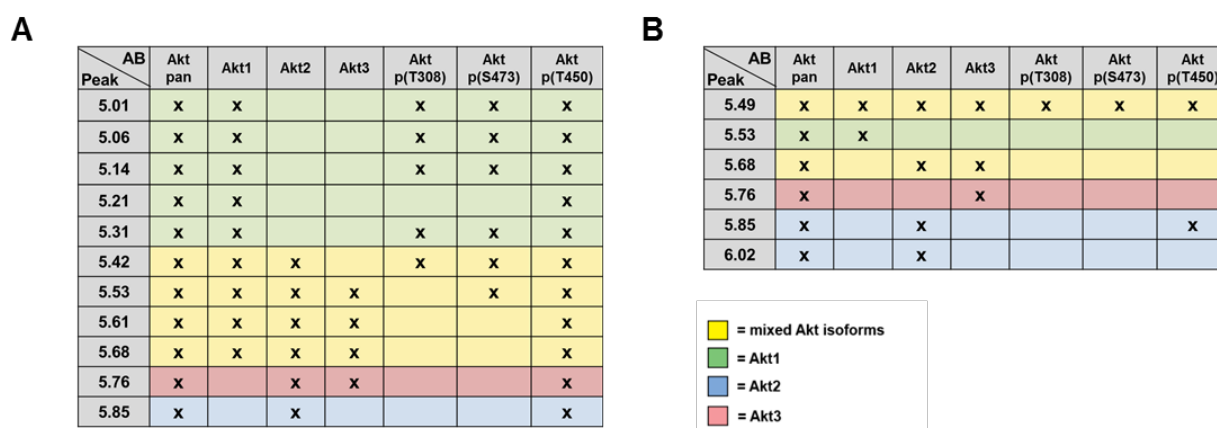 A
AB Peak Akt pan Akt1 Akt2 Akt3 Akt p(T308) Akt p(S473) Akt p(T450)
5.01 x x x x x
5.06 x x x x x
5.14 x x x x x
5.21 x x x
5.31 x x x x x
5.42 x x x x x x
5.53 x x x x x x
5.61 x x x x x
5.68 x x x x x
5.76 x x x x
5.85 x x x
B
AB Peak Akt pan Akt1 Akt2 Akt3 Akt p(T308) Akt p(S473) Akt p(T450)
5.49 x x x x x x x
5.53 x x
5.68 x x x
5.76 x x
5.85 x x x
6.02 x x
= mixed Akt isoforms
= Akt1
= Akt2
= Akt3